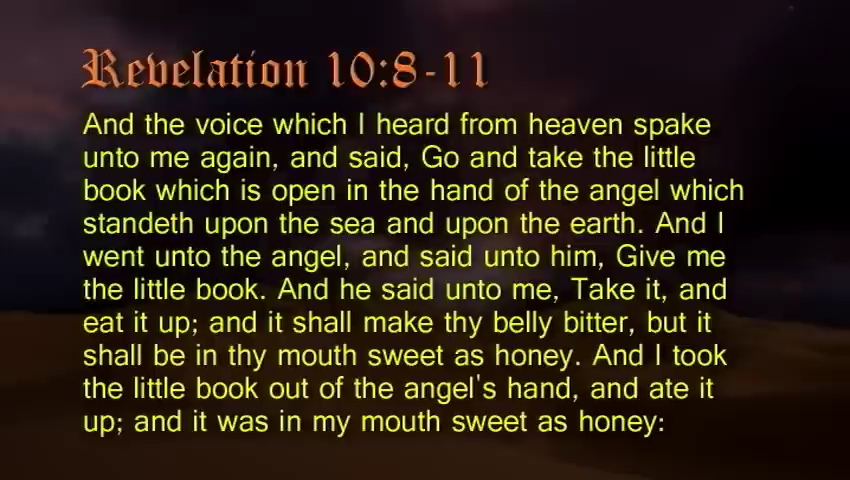 Revelation 10:8-11
And the voice which I heard from heaven spake
unto me again, and said, Go and take the little
book which is open in the hand of the angel which
standeth upon the sea and upon the earth. And I
went unto the angel, and said unto him, Give me
the little book. And he said unto me, Take it, and
eat it up; and it shall make thy belly bitter, but it
shall be in thy mouth sweet as honey. And I took
the little book out of the angel's hand, and ate it
up; and it was in my mouth sweet as honey: